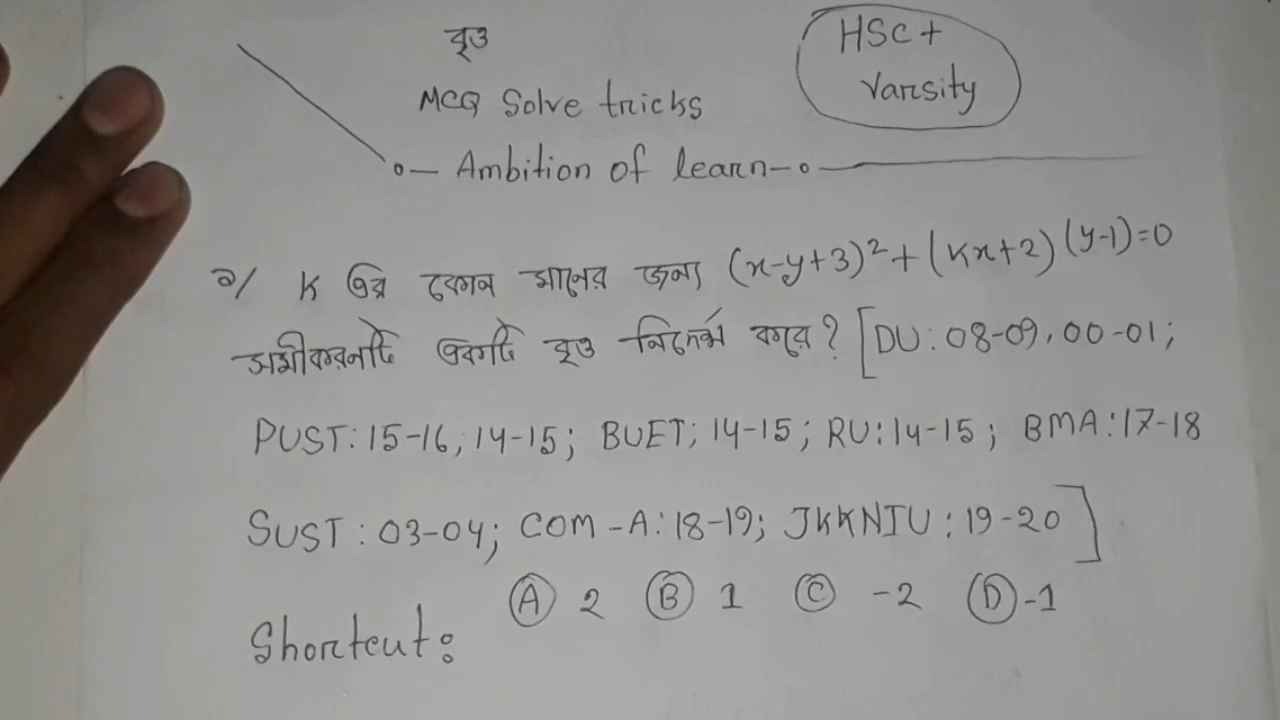 বৃত্ত
HSC+
Varsity
MCQ Solve tricks
Ambition of learn
১/ K এর কোন মানের জন্য (x-y+3)² + (Kx+2) (y-1)=0
সমীকরনটি একটি বৃত্ত নির্দেশ করে? [DU: 08-09, 00-01;
PUST: 15-16, 14-15; BUET; 14-15; RU: 14-15; BMA: 17-18
SUST: 03-04; COM-A: 18-19; JKKNIU: 19-20]
Ⓐ 2 Ⓑ 1 Ⓒ -2 Ⓓ -1
Shortcut: